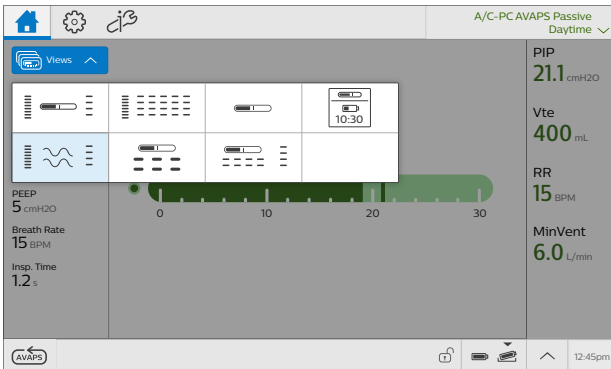 A/C-PC AVAPS Passive
Daytime
Views
10:30
PIP
21.1 cmH2O
Vte
400 mL
RR
15 BPM
MinVent
6.0 L/min
PEEP
5 cmH2O
Breath Rate
15 BPM
Insp. Time
1.2 s
0 10 20 30
AVAPS
12:45pm